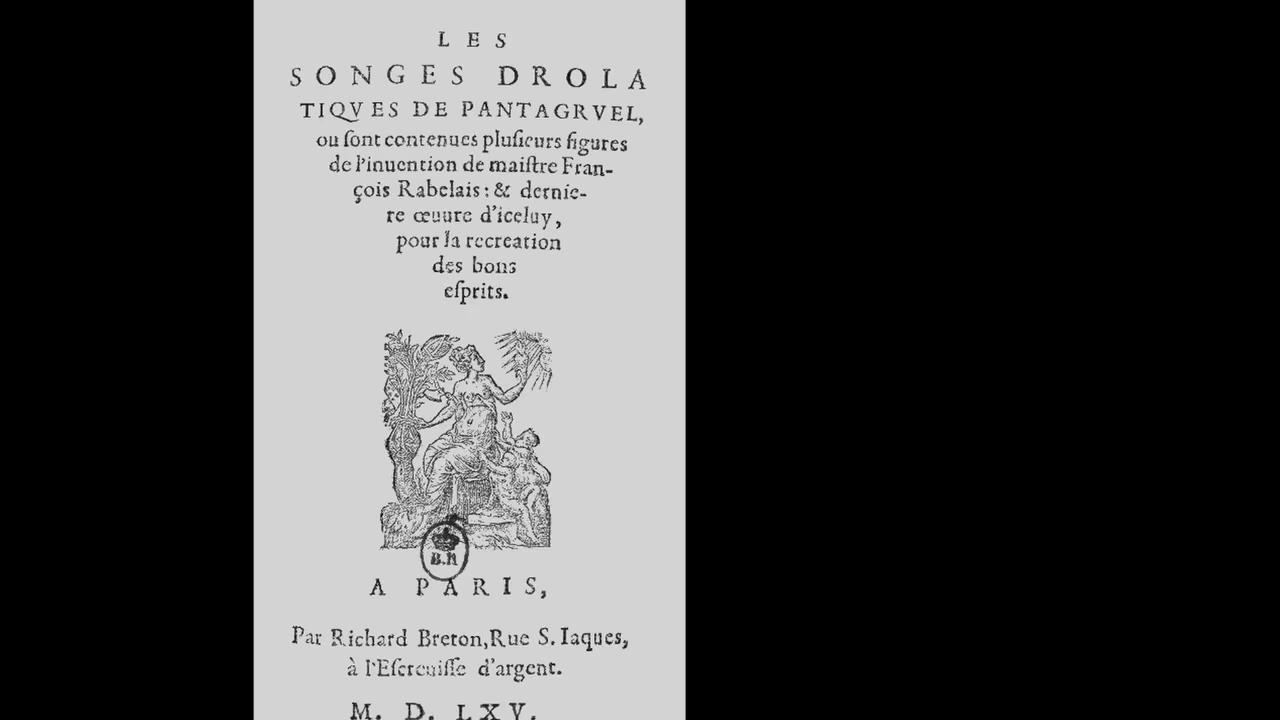 LES
SONGES DROLA
TIQVES DE PANTAGRVEL,
ou ſont contenues pluſieurs figures
de l'inuention de maiſtre Fran-
çois Rabelais : & dernie-
re œuure d'iceluy,
pour la recreation
des bons
eſprits.
B.N
A PARIS,
Par Richard Breton, Rue S. Iaques,
à l'Eſcreuiſſe d'argent.
M. D. LXV.